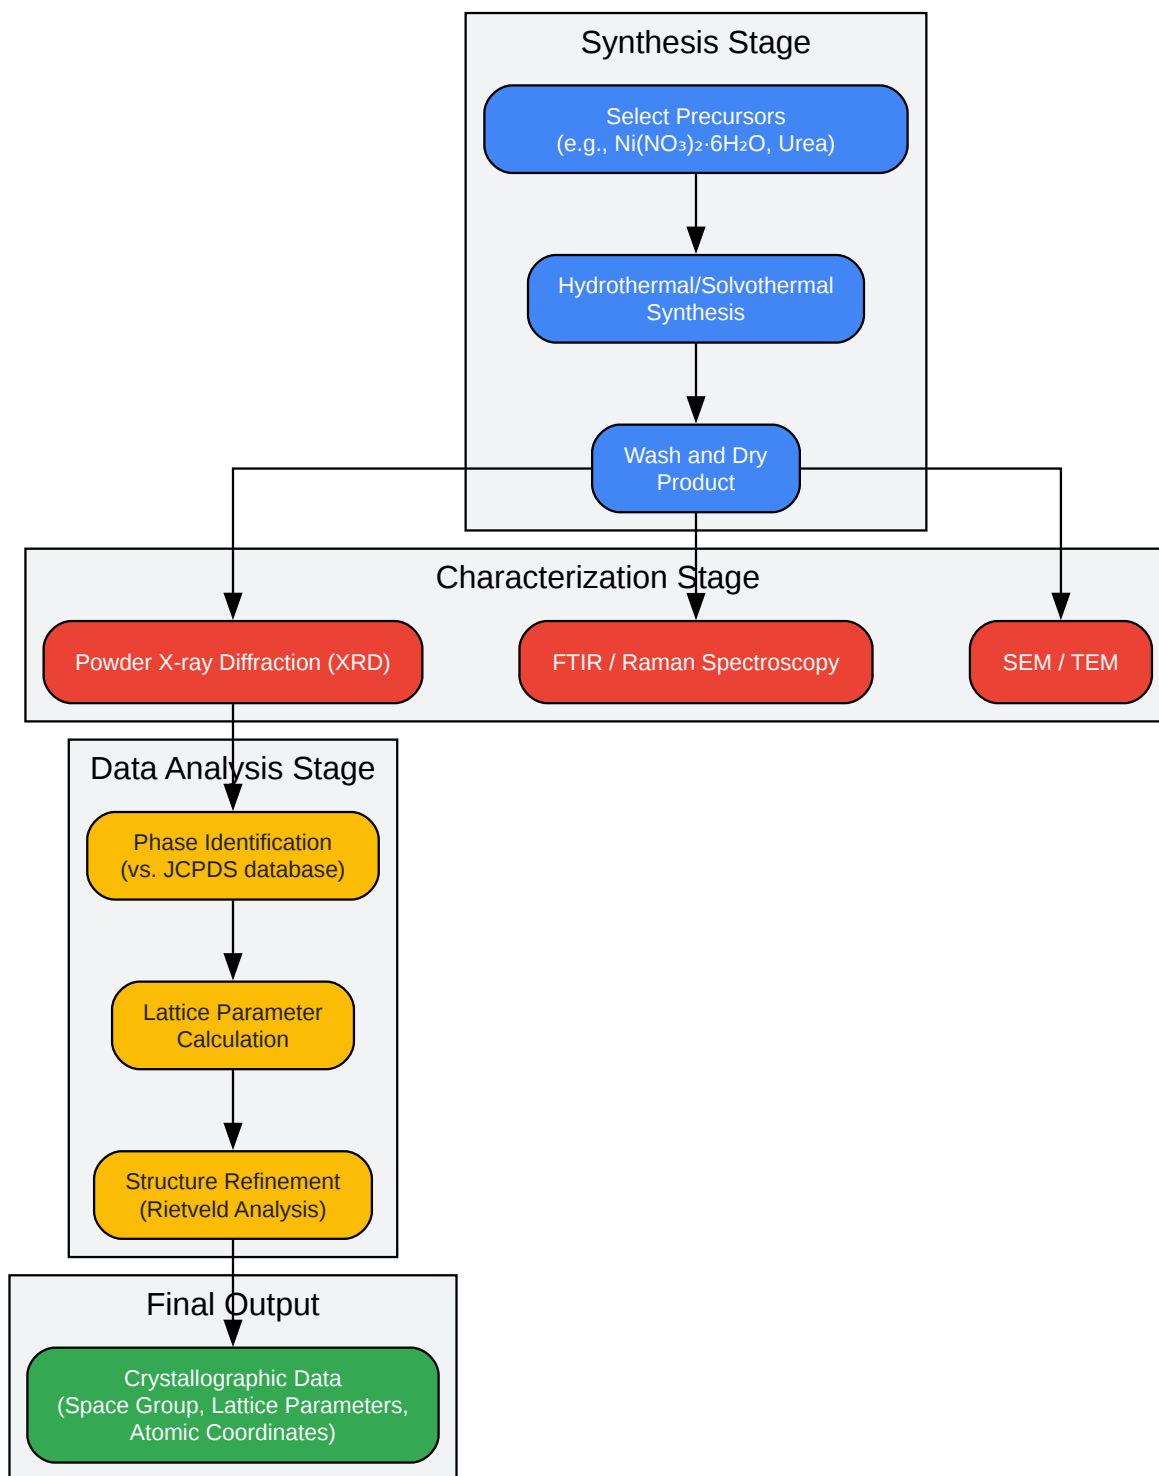 Synthesis Stage
Select Precursors
(e.g., Ni(NO₃)₂·6H₂O, Urea)
Hydrothermal/Solvothermal
Synthesis
Wash and Dry
Product
Characterization Stage
Powder X-ray Diffraction (XRD)
FTIR / Raman Spectroscopy
SEM / TEM
Data Analysis Stage
Phase Identification
(vs. JCPDS database)
Lattice Parameter
Calculation
Structure Refinement
(Rietveld Analysis)
Final Output
Crystallographic Data
(Space Group, Lattice Parameters,
Atomic Coordinates)